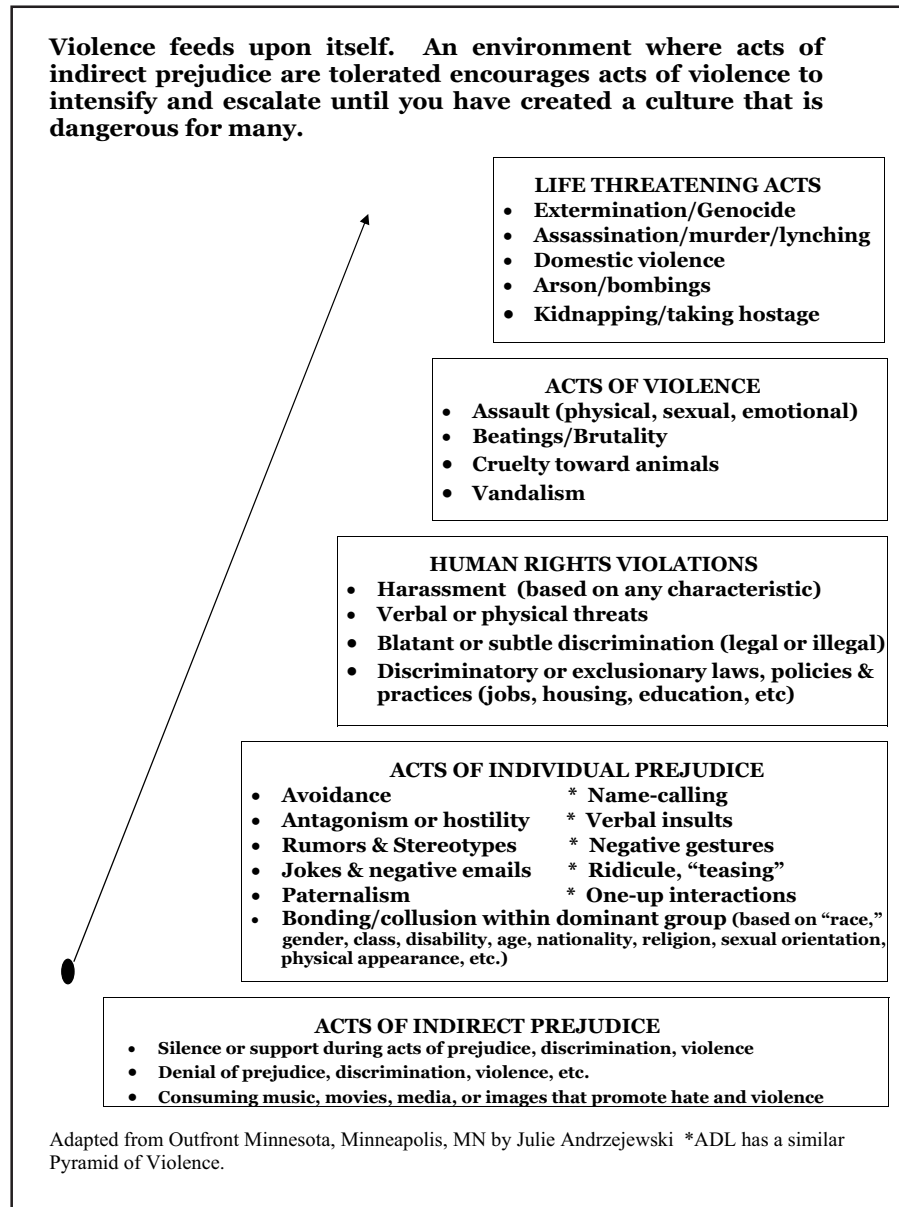 Violence feeds upon itself. An environment where acts of
indirect prejudice are tolerated encourages acts of violence to
intensify and escalate until you have created a culture that is
dangerous for many.
LIFE THREATENING ACTS
• Extermination/Genocide
• Assassination/murder/lynching
• Domestic violence
• Arson/bombings
• Kidnapping/taking hostage
ACTS OF VIOLENCE
• Assault (physical, sexual, emotional)
• Beatings/Brutality
• Cruelty toward animals
• Vandalism
HUMAN RIGHTS VIOLATIONS
• Harassment (based on any characteristic)
• Verbal or physical threats
• Blatant or subtle discrimination (legal or illegal)
• Discriminatory or exclusionary laws, policies &
practices (jobs, housing, education, etc)
ACTS OF INDIVIDUAL PREJUDICE
• Avoidance * Name-calling
• Antagonism or hostility * Verbal insults
• Rumors & Stereotypes * Negative gestures
• Jokes & negative emails * Ridicule, “teasing”
• Paternalism * One-up interactions
• Bonding/collusion within dominant group (based on “race,”
gender, class, disability, age, nationality, religion, sexual orientation,
physical appearance, etc.)
ACTS OF INDIRECT PREJUDICE
• Silence or support during acts of prejudice, discrimination, violence
• Denial of prejudice, discrimination, violence, etc.
• Consuming music, movies, media, or images that promote hate and violence
Adapted from Outfront Minnesota, Minneapolis, MN by Julie Andrzejewski *ADL has a similar
Pyramid of Violence.